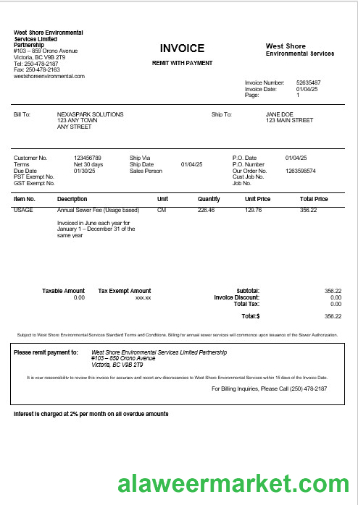 West Shore Environmental
Services Limited
Partnership
#103 – 859 Orono Avenue
Victoria, BC V9B 2T9
Tel: 250-478-2187
Fax: 250-478-2163
westshoreenvironmental.com
INVOICE
REMIT WITH PAYMENT
West Shore
Environmental Services
Invoice Number: 52635487
Invoice Date: 01/04/25
Page: 1
Bill To: NEXASPARK SOLUTIONS
123 ANY TOWN
ANY STREET
Ship To: JANE DOE
123 MAIN STREET
Customer No. 123456789 Ship Via P.O. Date 01/04/25
Terms Net 30 days Ship Date 01/04/25 P.O. Number
Due Date 01/30/25 Sales Person Our Order No. 1263598574
PST Exempt No. Cust Job No.
GST Exempt No. Job No.
Item No. Description Unit Quantity Unit Price Total Price
USAGE Annual Sewer Fee (Usage based) CM 226.46 129.76 356.22
Invoiced in June each year for
January 1 – December 31 of the
same year
Taxable Amount Tax Exempt Amount Subtotal: 356.22
0.00 xxx.xx Invoice Discount: 0.00
Total Tax: 0.00
Total:$ 356.22
Subject to West Shore Environmental Services Standard Terms and Conditions. Billing for annual sewer services will commence upon issuance of the Sewer Authorization.
Please remit payment to: West Shore Environmental Services Limited Partnership
#103 – 859 Orono Avenue
Victoria, BC V9B 2T9
It is your responsibility to review this invoice for accuracy and report any discrepancies to West Shore Environmental Services within 15 days of the Invoice Date.
For Billing Inquiries, Please Call (250) 478-2187
Interest is charged at 2% per month on all overdue amounts
alaweermarket.com